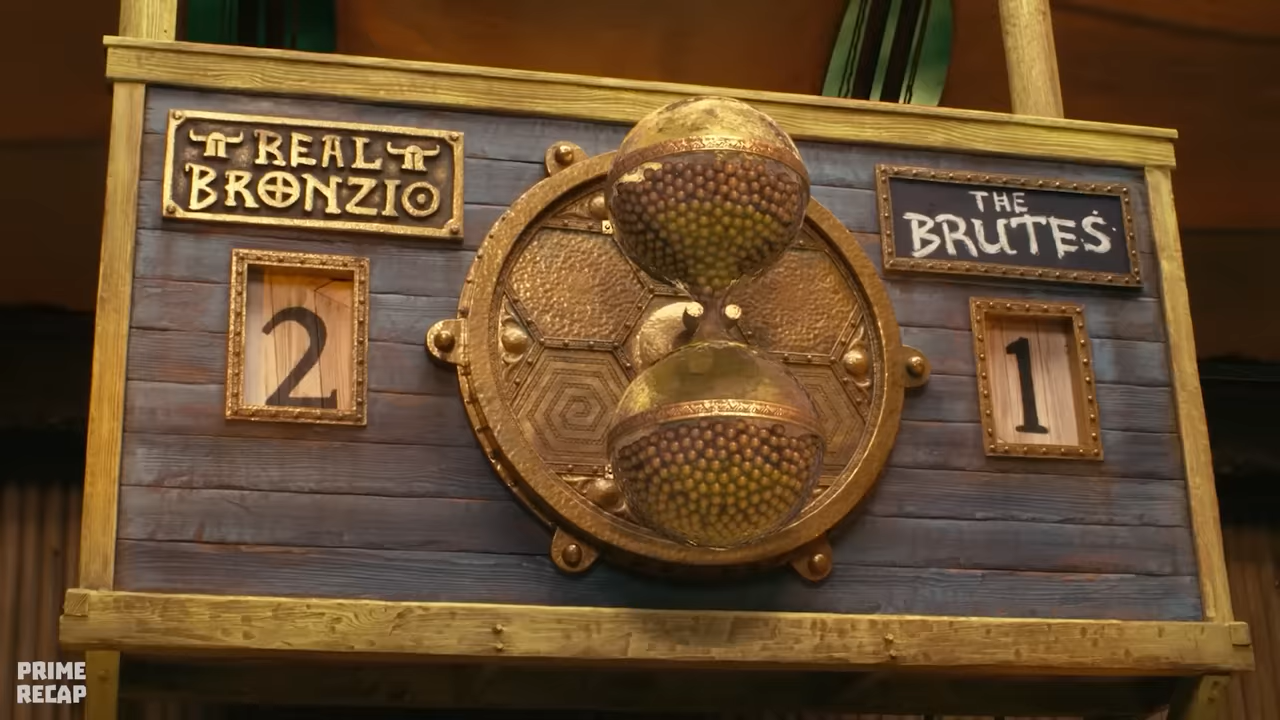 REAL
BRONZIO
THE
BRUTES
2
1
PRIME
RECAP